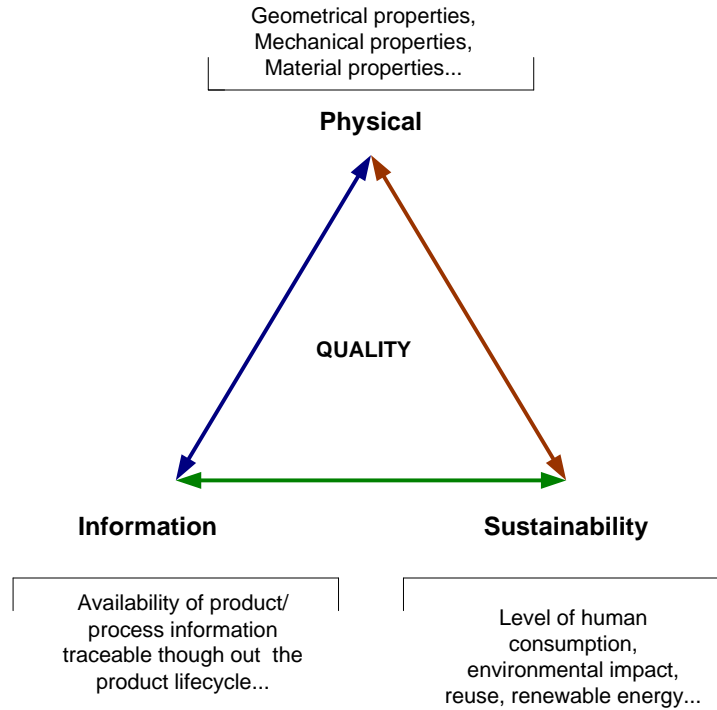 Geometrical properties,
Mechanical properties,
Material properties...
Physical
QUALITY
Information
Sustainability
Availability of product/
process information
traceable though out the
product lifecycle...
Level of human
consumption,
environmental impact,
reuse, renewable energy...